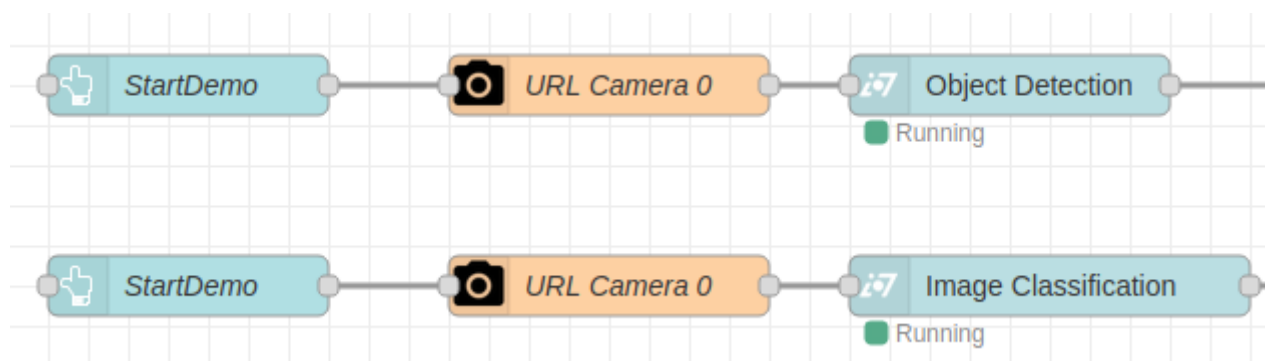 StartDemo URL Camera 0 Object Detection
Running
StartDemo URL Camera 0 Image Classification
Running